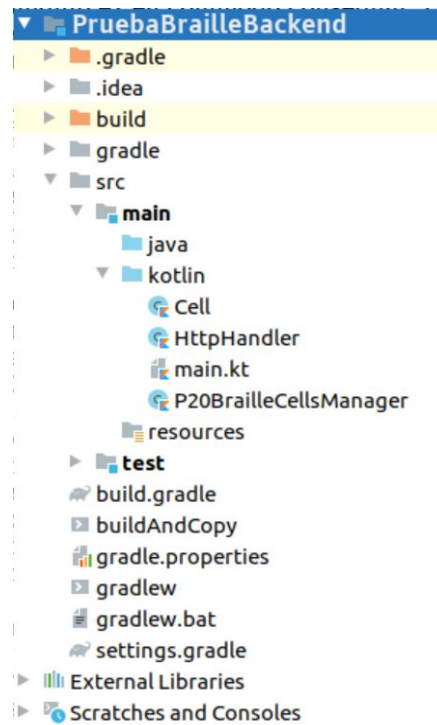 PruebaBrailleBackend
.gradle
.idea
build
gradle
src
main
java
kotlin
Cell
HttpHandler
main.kt
P20BrailleCellsManager
resources
test
build.gradle
buildAndCopy
gradle.properties
gradlew
gradlew.bat
settings.gradle
External Libraries
Scratches and Consoles